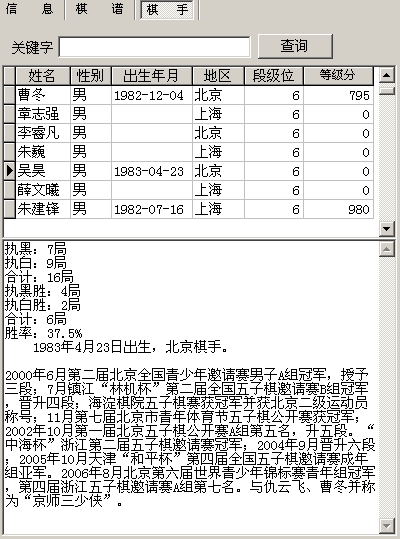 信 息 棋 谱 棋 手
关键字 查询
姓名 性别 出生年月 地区 段级位 等级分
曹冬 男 1982-12-04 北京 6 795
章志强 男 上海 6 0
李睿凡 男 北京 6 0
朱巍 男 上海 6 0
吴昊 男 1983-04-23 北京 6 0
薛文曦 男 上海 6 0
朱建锋 男 1982-07-16 上海 6 980
执黑：7局
执白：9局
合计：16局
执黑胜：4局
执白胜：2局
合计：6局
胜率：37.5%
1983年4月23日出生，北京棋手。
2000年6月第二届北京全国青少年邀请赛男子A组冠军，授予
三段；7月镇江“林机杯”第二届全国五子棋邀请赛B组冠军
，晋升四段；海淀棋院五子棋赛获冠军并获北京二级运动员
称号；11月第七届北京市青年体育节五子棋公开赛获冠军；
2002年10月第一届北京五子棋公开赛A组第五名，升五段。“
中海杯”浙江第二届五子棋邀请赛冠军；2004年9月晋升六段
；2005年10月天津“和平杯”第四届全国五子棋邀请赛成年
组亚军。2006年8月北京第六届世界青少年锦标赛青年组冠军
，第四届浙江五子棋邀请赛A组第七名。与仇云飞、曹冬并称
为“京师三少侠”。